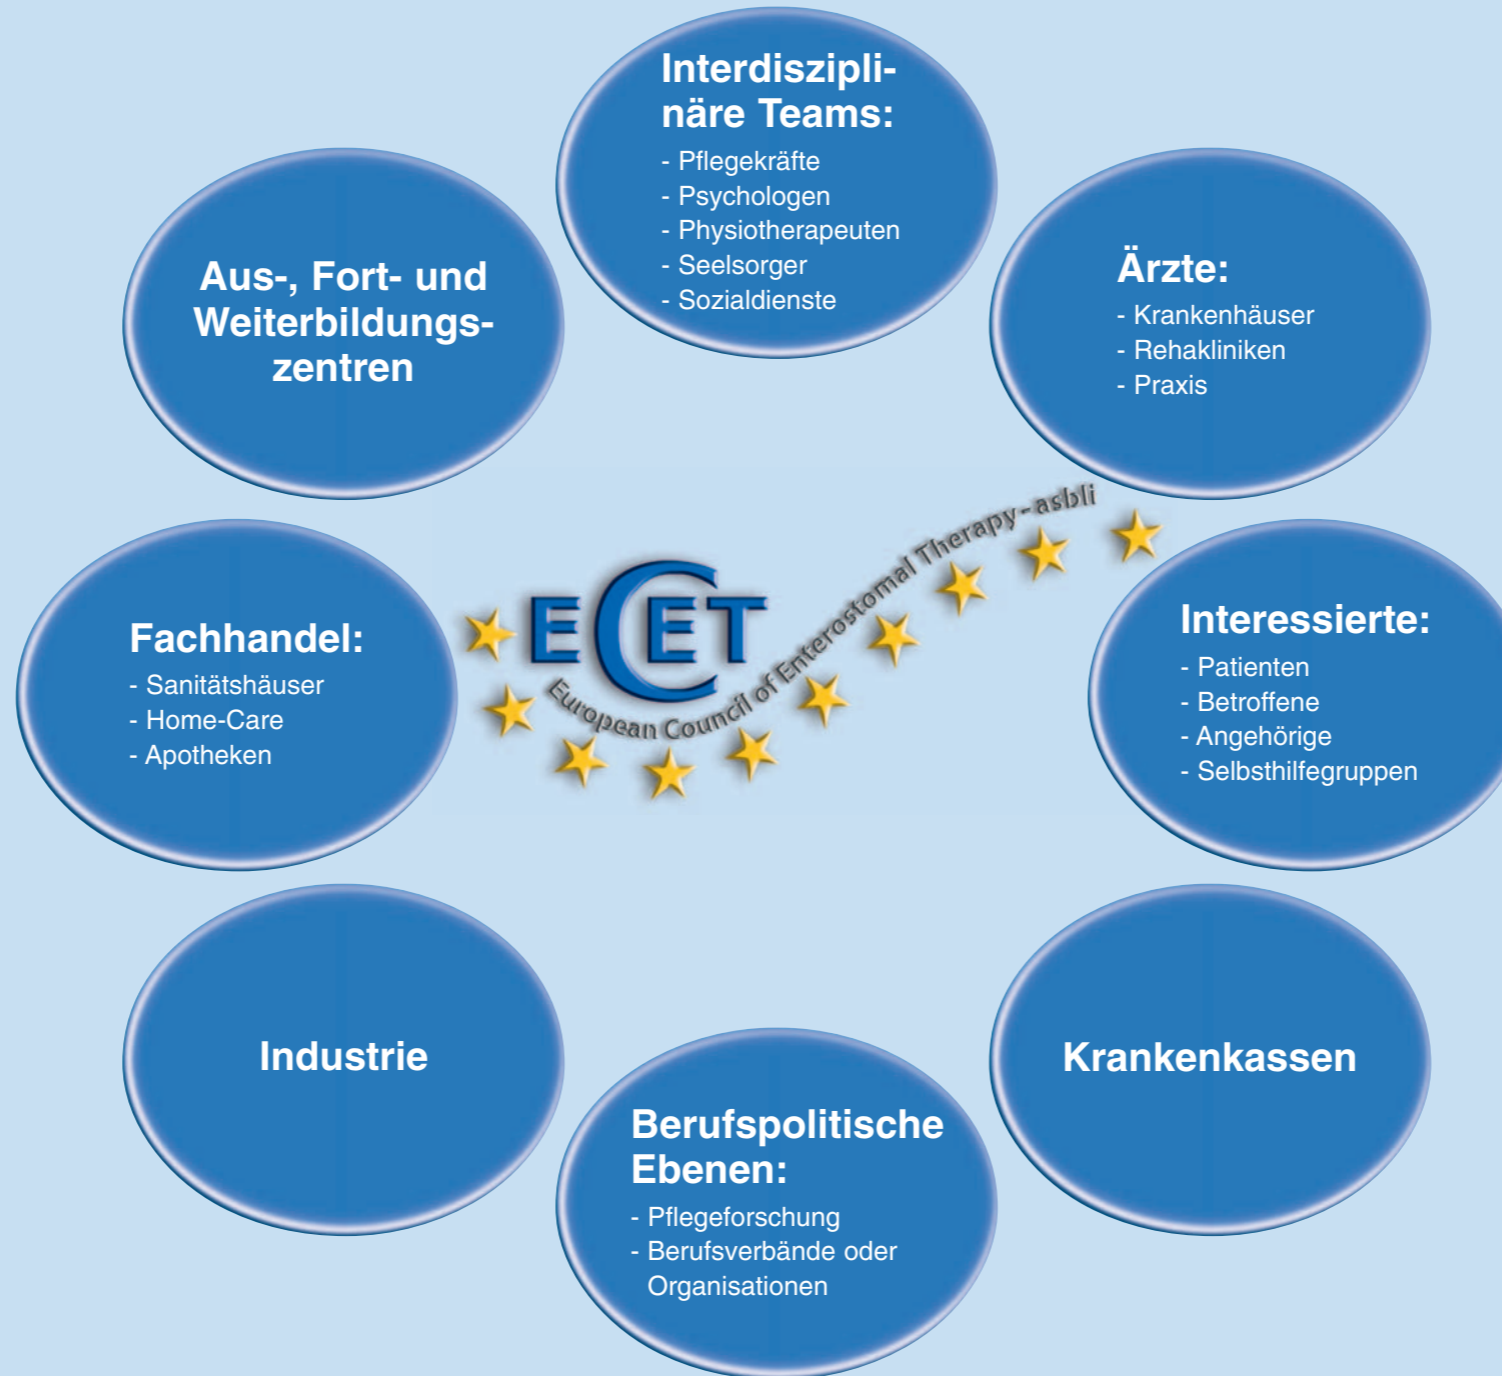 Interdiszipli-
näre Teams:
- Pflegekräfte
- Psychologen
- Physiotherapeuten
- Seelsorger
- Sozialdienste
Aus-, Fort- und
Weiterbildungs-
zentren
Ärzte:
- Krankenhäuser
- Rehakliniken
- Praxis
ECET
European Council of Enterostomal Therapy-asbli
Fachhandel:
- Sanitätshäuser
- Home-Care
- Apotheken
Interessierte:
- Patienten
- Betroffene
- Angehörige
- Selbsthilfegruppen
Industrie
Krankenkassen
Berufspolitische
Ebenen:
- Pflegeforschung
- Berufsverbände oder
Organisationen